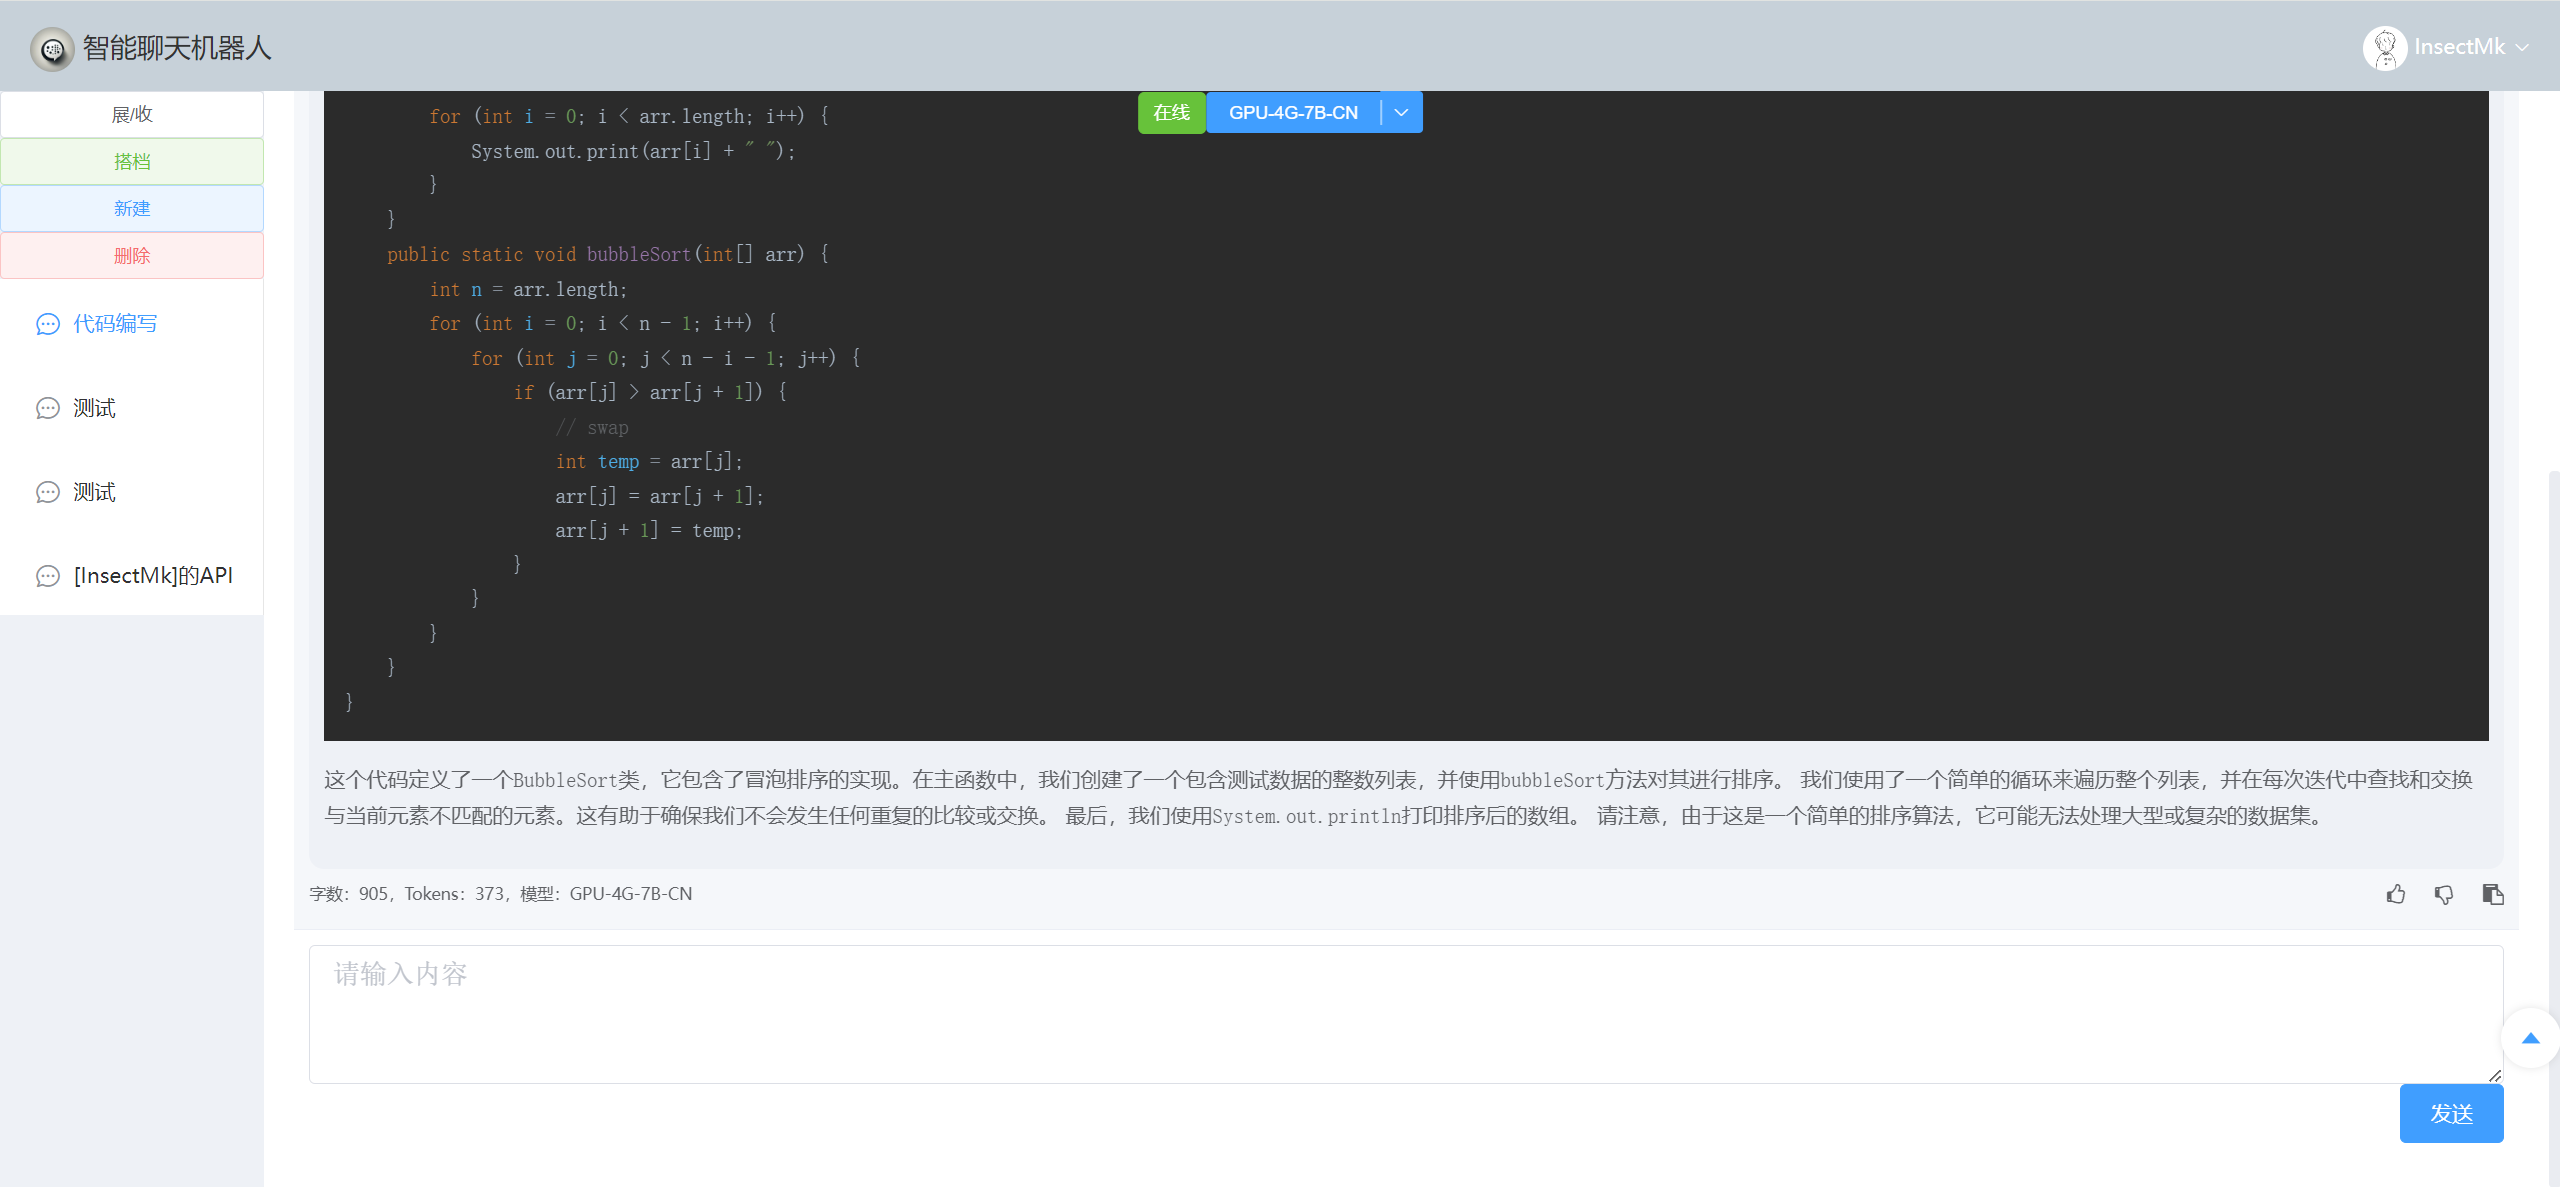 智能聊天机器人
InsectMk
展/收
搭档
新建
删除
代码编写
测试
测试
[InsectMk]的API
在线
GPU-4G-7B-CN
for (int i = 0; i < arr.length; i++) {
System.out.print(arr[i] + " ");
}
}
public static void bubbleSort(int[] arr) {
int n = arr.length;
for (int i = 0; i < n - 1; i++) {
for (int j = 0; j < n - i - 1; j++) {
if (arr[j] > arr[j + 1]) {
// swap
int temp = arr[j];
arr[j] = arr[j + 1];
arr[j + 1] = temp;
}
}
}
}
}
这个代码定义了一个BubbleSort类，它包含了冒泡排序的实现。在主函数中，我们创建了一个包含测试数据的整数列表，并使用bubbleSort方法对其进行排序。 我们使用了一个简单的循环来遍历整个列表，并在每次迭代中查找和交换
与当前元素不匹配的元素。这有助于确保我们不会发生任何重复的比较或交换。 最后，我们使用System.out.println打印排序后的数组。 请注意，由于这是一个简单的排序算法，它可能无法处理大型或复杂的数据集。
字数：905，Tokens：373，模型：GPU-4G-7B-CN
请输入内容
发送